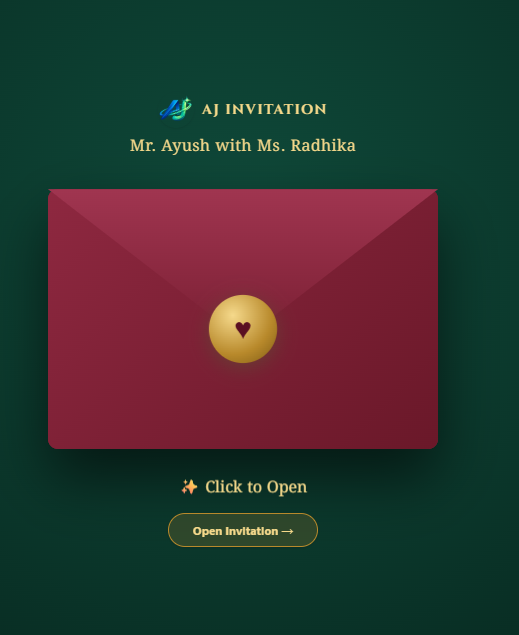 AJ INVITATION
Mr. Ayush with Ms. Radhika
✨ Click to Open
Open Invitation →